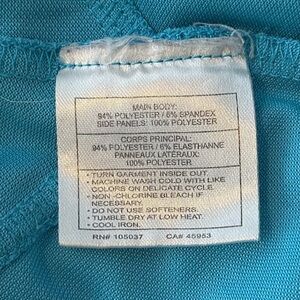 MAIN BODY:
94% POLYESTER / 6% SPANDEX
SIDE PANELS: 100% POLYESTER
CORPS PRINCIPAL:
94% POLYESTER / 6% ELASTHANNE
PANNEAUX LATÉRAUX:
100% POLYESTER
• TURN GARMENT INSIDE OUT.
• MACHINE WASH COLD WITH LIKE
COLORS ON DELICATE CYCLE.
• NON-CHLORINE BLEACH IF
NECESSARY.
• DO NOT USE SOFTENERS.
• TUMBLE DRY AT LOW HEAT.
• COOL IRON.
RN# 105037 CA# 45953